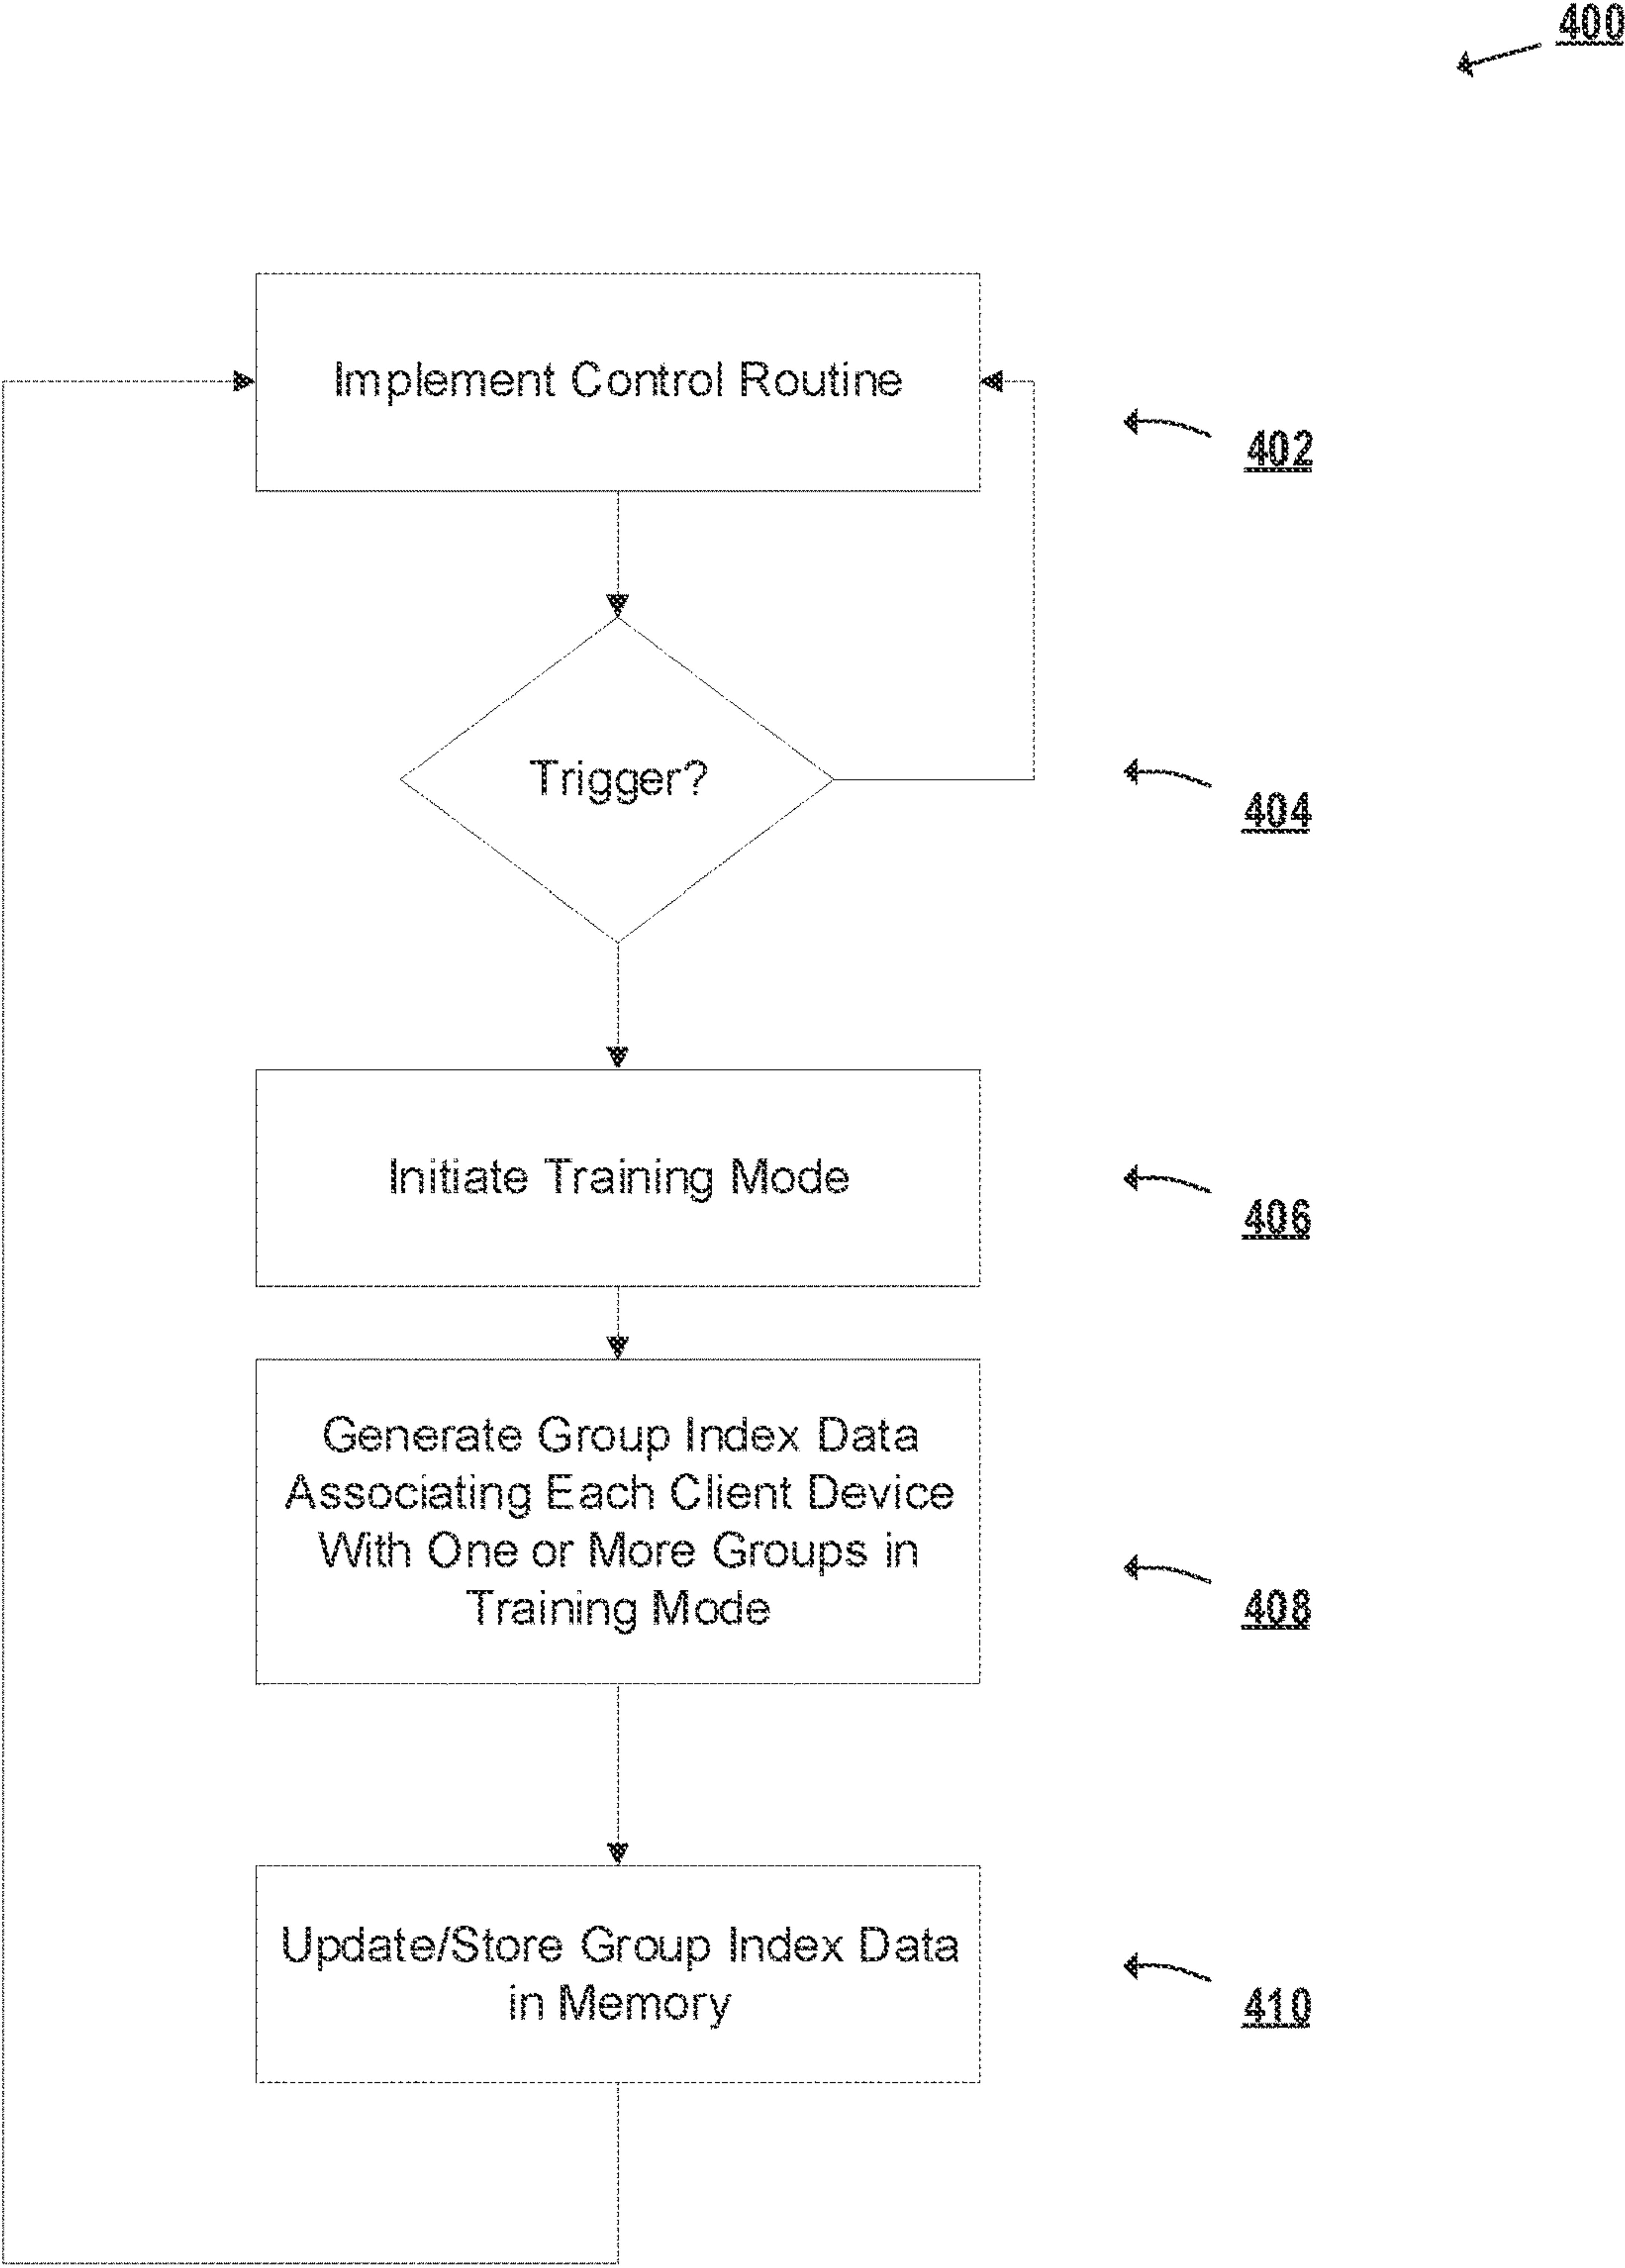 400
Implement Control Routine
402
Trigger?
404
Initiate Training Mode
406
Generate Group Index Data
Associating Each Client Device
With One or More Groups in
Training Mode
408
Update/Store Group Index Data
in Memory
410